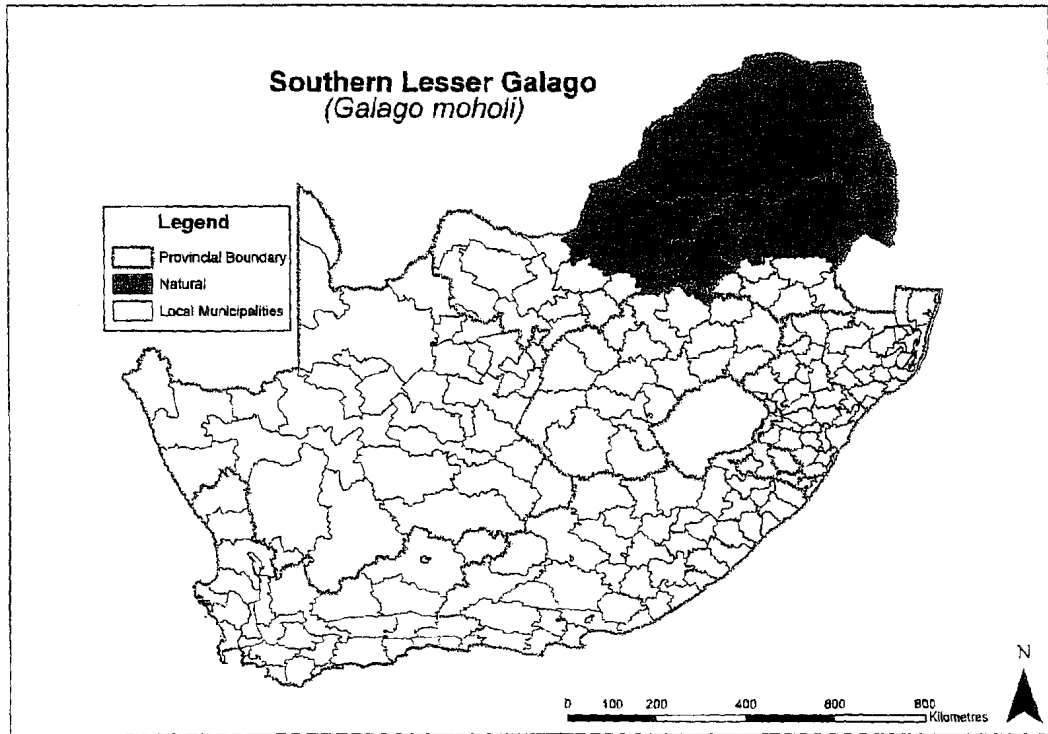 Southern Lesser Galago
(Galago moholi)
Legend
Provincial Boundary
Natural
Local Municipalities
N
0 100 200 400 600 800
Kilometres